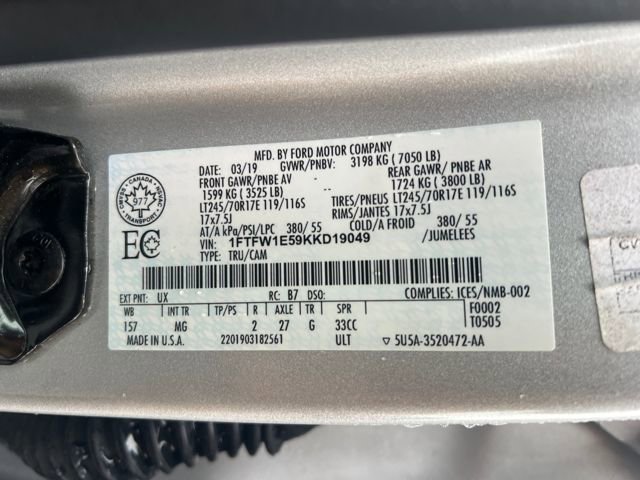 MFD. BY FORD MOTOR COMPANY
DATE: 03/19 GVWR/PNBV: 3198 KG ( 7050 LB)
FRONT GAWR/PNBE AV REAR GAWR/ PNBE AR
1599 KG ( 3525 LB) 1724 KG ( 3800 LB)
LT245/70R17E 119/116S TIRES/PNEUS LT245/70R17E 119/116S
17x7.5J RIMS/JANTES 17x7.5J
AT/A kPa/PSI/LPC 380/ 55 COLD/A FROID 380/ 55
VIN: 1FTFW1E59KKD19049 /JUMELEES
TYPE: TRU/CAM
CANADA
977
TRANSPORT
EC
EXT PNT: UX RC: B7 DSO: COMPLIES: ICES/NMB-002
WB INT TR TP/PS R AXLE TR SPR F0002
157 MG 2 27 G 33CC T0505
MADE IN U.S.A. 2201903182561 ULT ▽ 5U5A-3520472-AA
CV